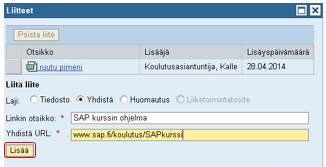 Liitteet
Poista liite
Otsikko Lisääjä Lisäyspäivämäärä
ruutu pimeni Koulutusasiantuntija, Kalle 28.04.2014
Liitä liite
Laji: Tiedosto Yhdistä Huomautus Liiketoimintatosite
Linkin otsikko: * SAP kurssin ohjelma
Yhdistä URL: * www.sap.fi/koulutus/SAPkurssi
Lisää